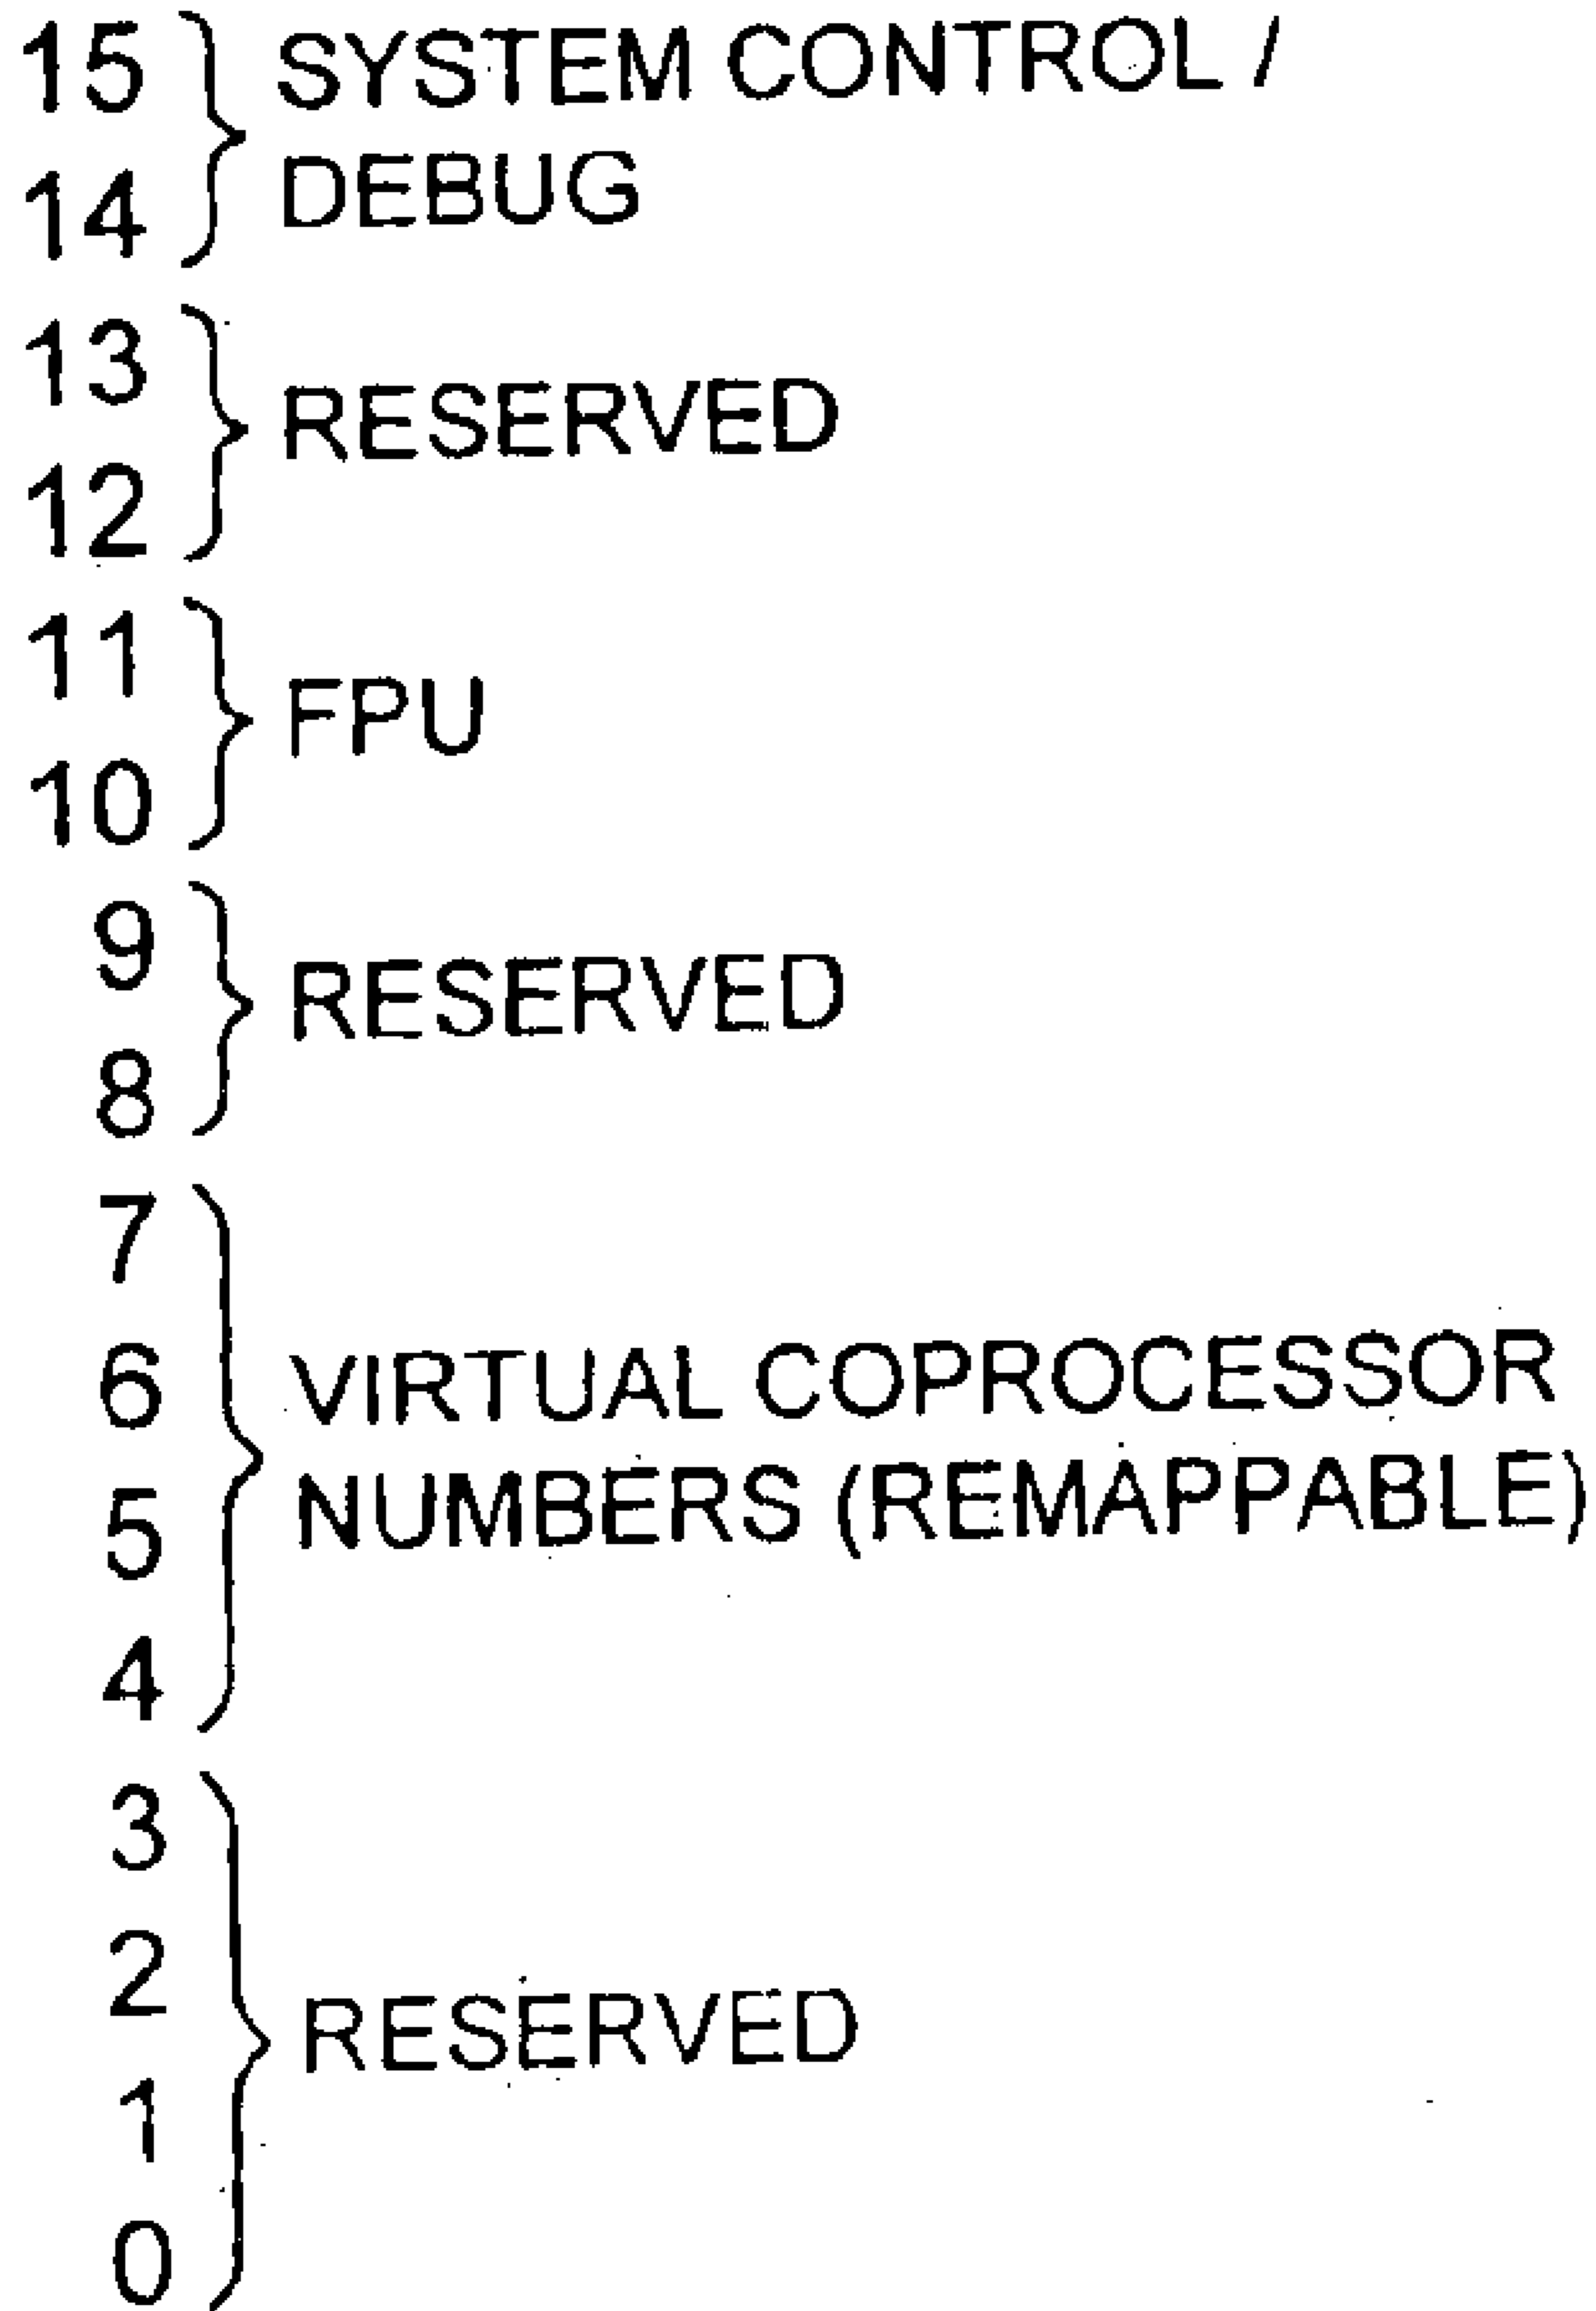 15 SYSTEM CONTROL /
14 DEBUG
13
RESERVED
12
11
FPU
10
9
RESERVED
8
7
6 VIRTUAL COPROCESSOR
5 NUMBERS (REMAPPABLE)
4
3
2
RESERVED
1
0